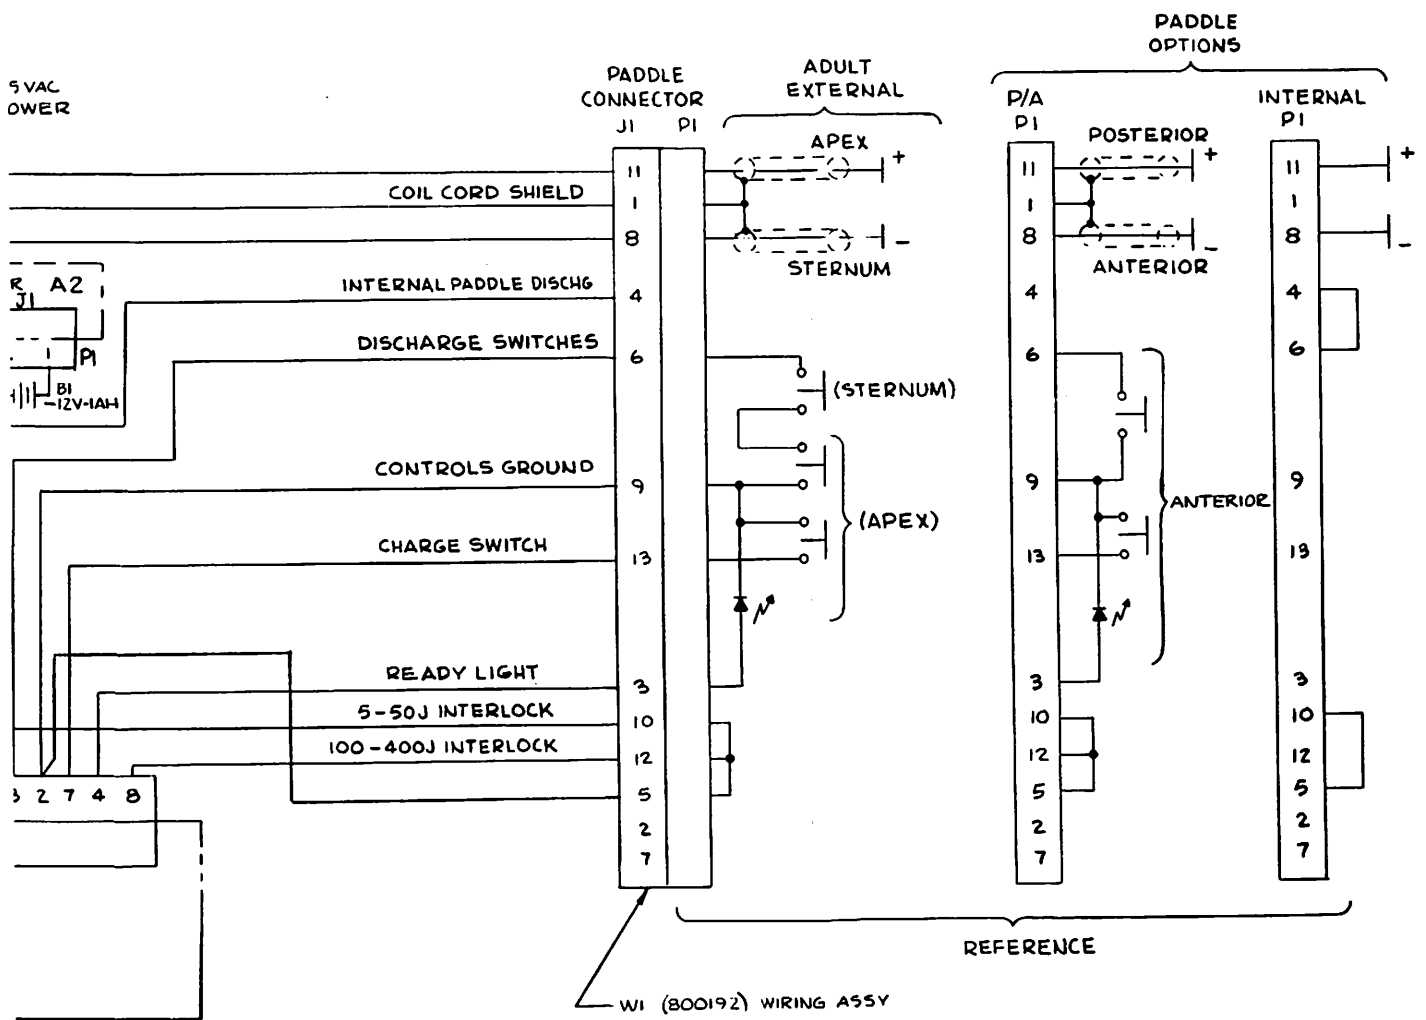 PADDLE
OPTIONS
5 VAC
OWER
PADDLE
CONNECTOR
J1 P1
ADULT
EXTERNAL
P/A
P1
INTERNAL
P1
APEX
+
POSTERIOR
+
+
11
11
11
COIL CORD SHIELD
1
1
1
8
8
8
-
-
-
STERNUM
ANTERIOR
R A2
J1
P1
B1
-12V-1AH
INTERNAL PADDLE DISCHG
4
4
4
DISCHARGE SWITCHES
6
6
6
(STERNUM)
CONTROLS GROUND
9
9
9
(APEX)
ANTERIOR
CHARGE SWITCH
13
13
13
READY LIGHT
3
3
3
5-50J INTERLOCK
10
10
10
100-400J INTERLOCK
12
12
12
3 2 7 4 8
5
5
5
2
2
2
7
7
7
REFERENCE
W1 (800192) WIRING ASSY